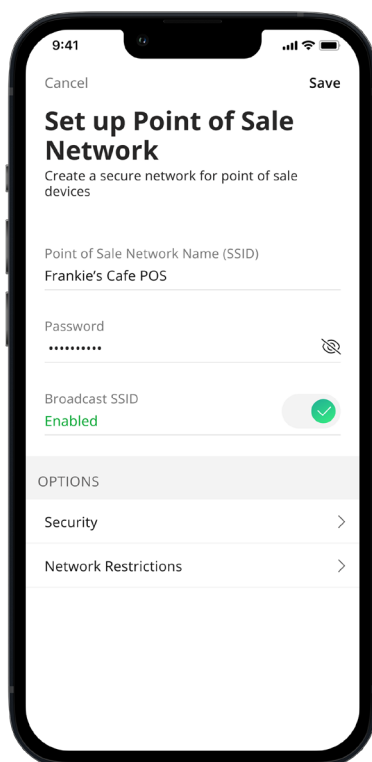 9:41
Cancel
Save
Set up Point of Sale
Network
Create a secure network for point of sale
devices
Point of Sale Network Name (SSID)
Frankie's Cafe POS
Password
••••••••••
Broadcast SSID
Enabled
OPTIONS
Security
Network Restrictions